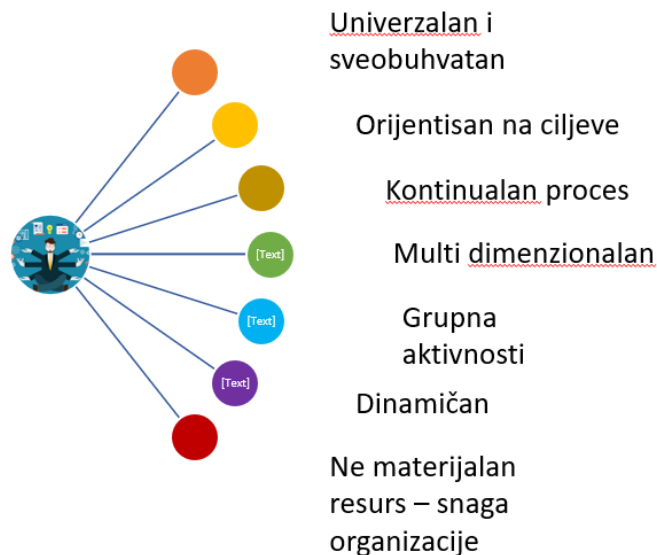 Univerzalan i
sveobuhvatan
Orijentisan na ciljeve
Kontinualan proces
[Text]
Multi dimenzionalan
[Text]
Grupna
aktivnosti
[Text]
Dinamičan
Ne materijalan
resurs – snaga
organizacije